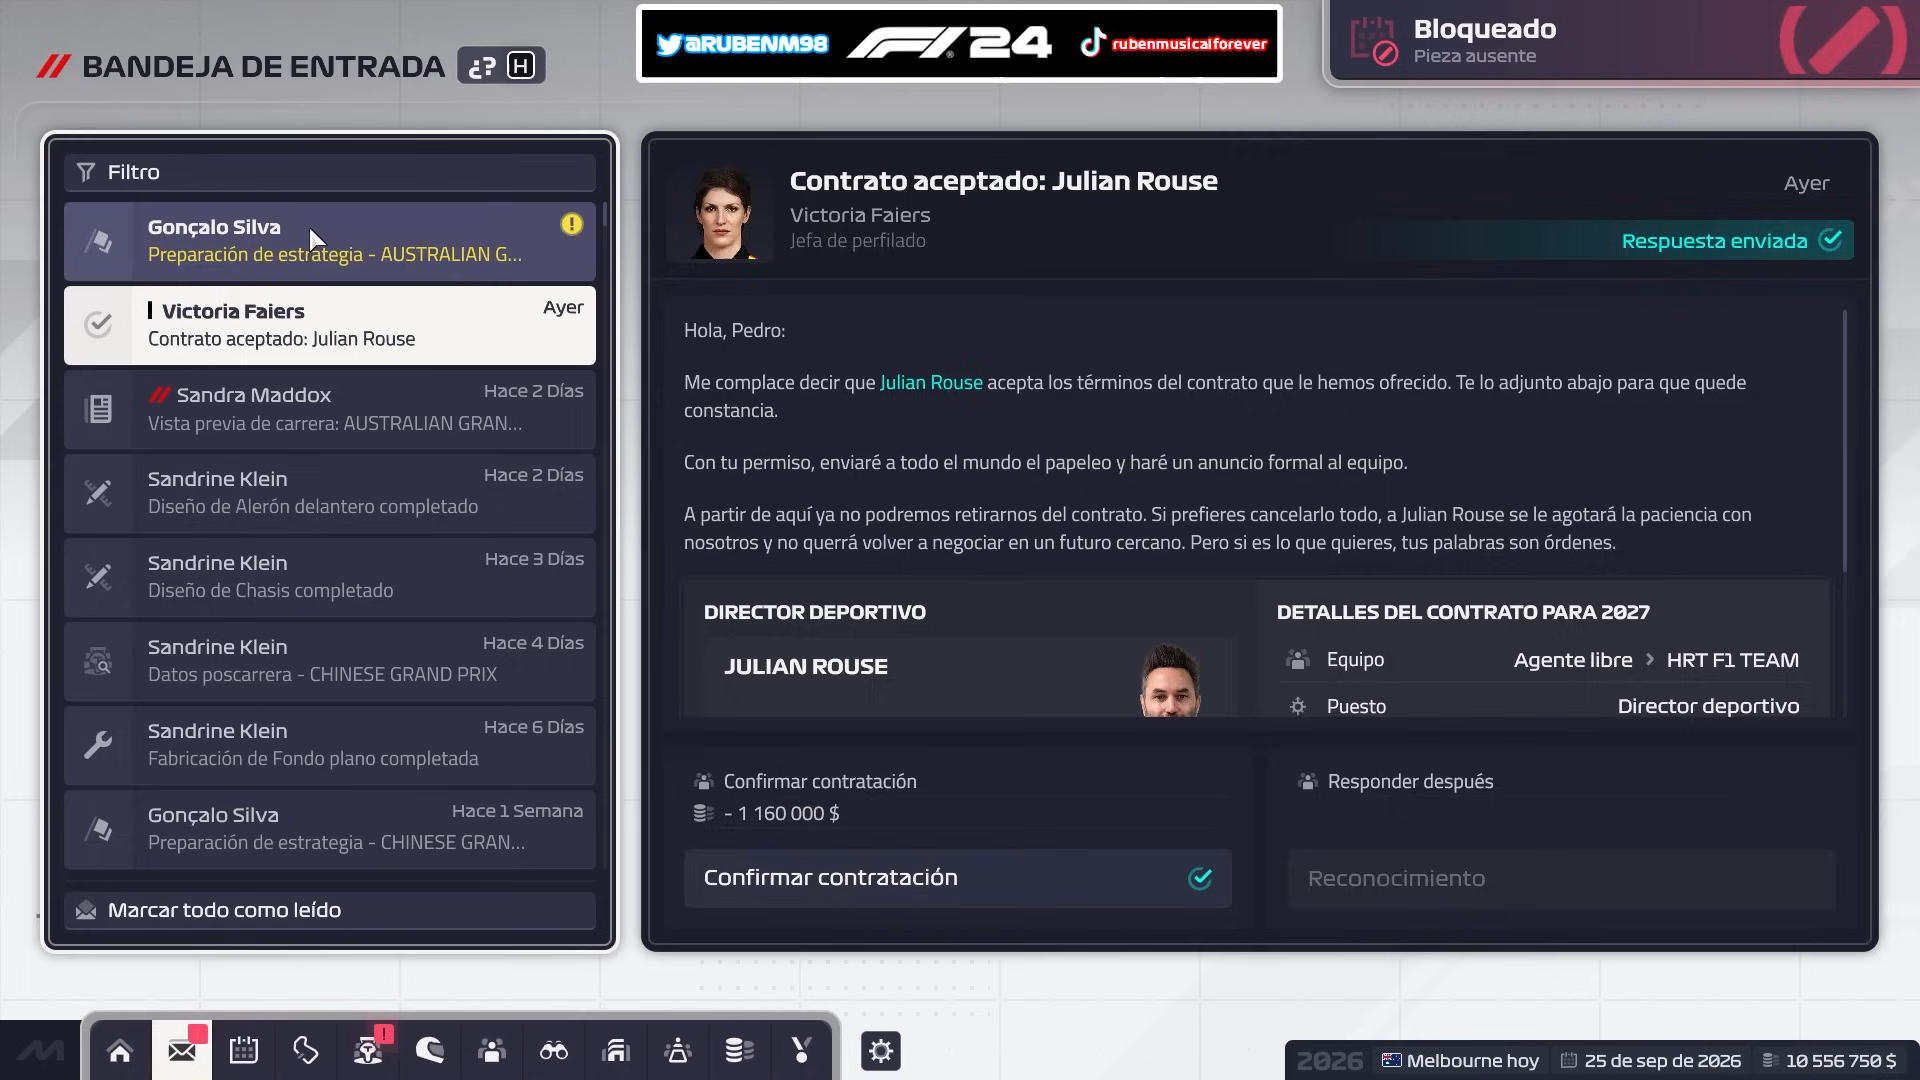 BANDEJA DE ENTRADA
¿? H
@ARUBENM98
F1 24
rubenmusicalforever
Bloqueado
Pieza ausente
Filtro
Gonçalo Silva
Preparación de estrategia - AUSTRALIAN G...
Victoria Faiers
Ayer
Contrato aceptado: Julian Rouse
Sandra Maddox
Hace 2 Días
Vista previa de carrera: AUSTRALIAN GRAN...
Sandrine Klein
Hace 2 Días
Diseño de Alerón delantero completado
Sandrine Klein
Hace 3 Días
Diseño de Chasis completado
Sandrine Klein
Hace 4 Días
Datos poscarrera - CHINESE GRAND PRIX
Sandrine Klein
Hace 6 Días
Fabricación de Fondo plano completada
Gonçalo Silva
Hace 1 Semana
Preparación de estrategia - CHINESE GRAN...
Marcar todo como leído
Contrato aceptado: Julian Rouse
Ayer
Victoria Faiers
Jefa de perfilado
Respuesta enviada
Hola, Pedro:
Me complace decir que Julian Rouse acepta los términos del contrato que le hemos ofrecido. Te lo adjunto abajo para que quede
constancia.
Con tu permiso, enviaré a todo el mundo el papeleo y haré un anuncio formal al equipo.
A partir de aquí ya no podremos retirarnos del contrato. Si prefieres cancelarlo todo, a Julian Rouse se le agotará la paciencia con
nosotros y no querrá volver a negociar en un futuro cercano. Pero si es lo que quieres, tus palabras son órdenes.
DIRECTOR DEPORTIVO
JULIAN ROUSE
DETALLES DEL CONTRATO PARA 2027
Equipo
Agente libre > HRT F1 TEAM
Puesto
Director deportivo
Confirmar contratación
- 1 160 000 $
Confirmar contratación
Responder después
Reconocimiento
2026
Melbourne hoy
25 de sep de 2026
10 556 750 $